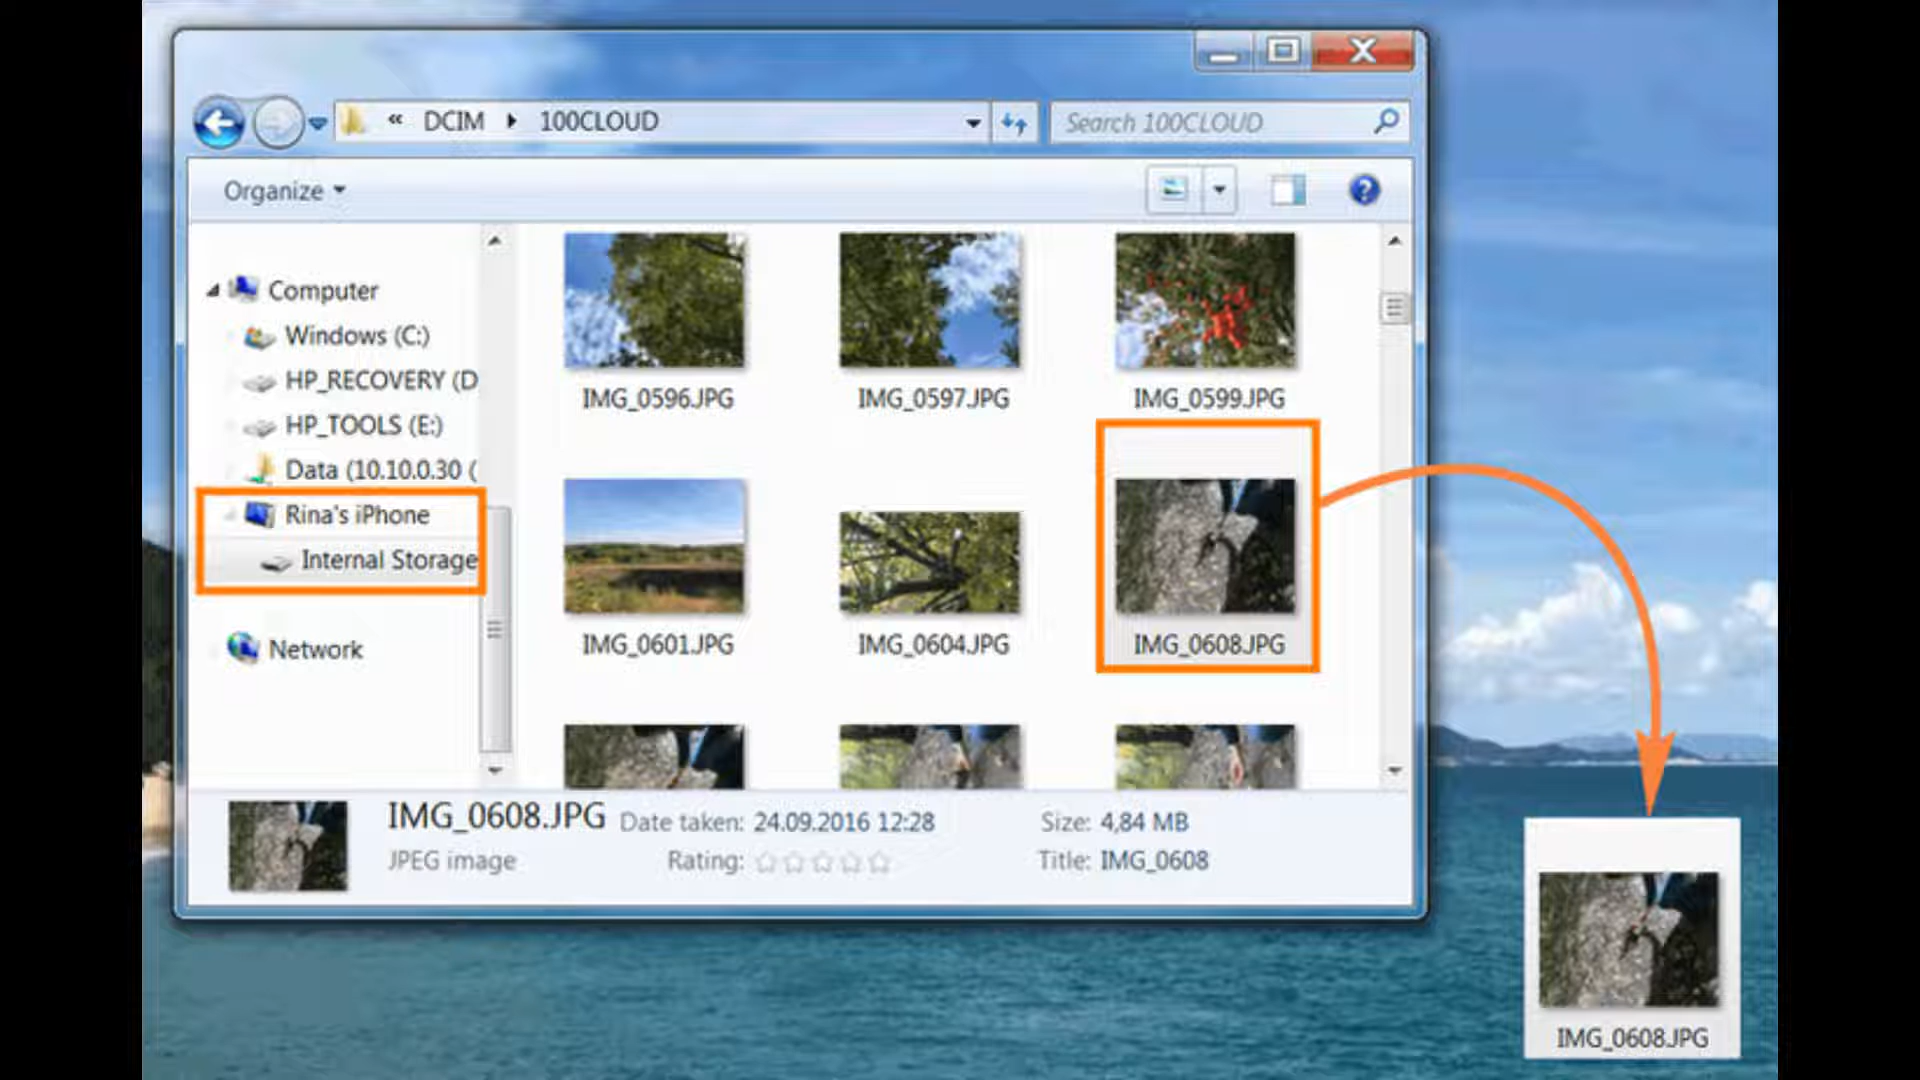 « DCIM 100CLOUD
Search 100CLOUD
Organize
Computer
Windows (C:)
HP_RECOVERY (D
HP_TOOLS (E:)
Data (10.10.0.30 (
Rina's iPhone
Internal Storage
Network
IMG_0596.JPG
IMG_0597.JPG
IMG_0599.JPG
IMG_0601.JPG
IMG_0604.JPG
IMG_0608.JPG
IMG_0608.JPG Date taken: 24.09.2016 12:28 Size: 4,84 MB
JPEG image Rating: Title: IMG_0608
IMG_0608.JPG